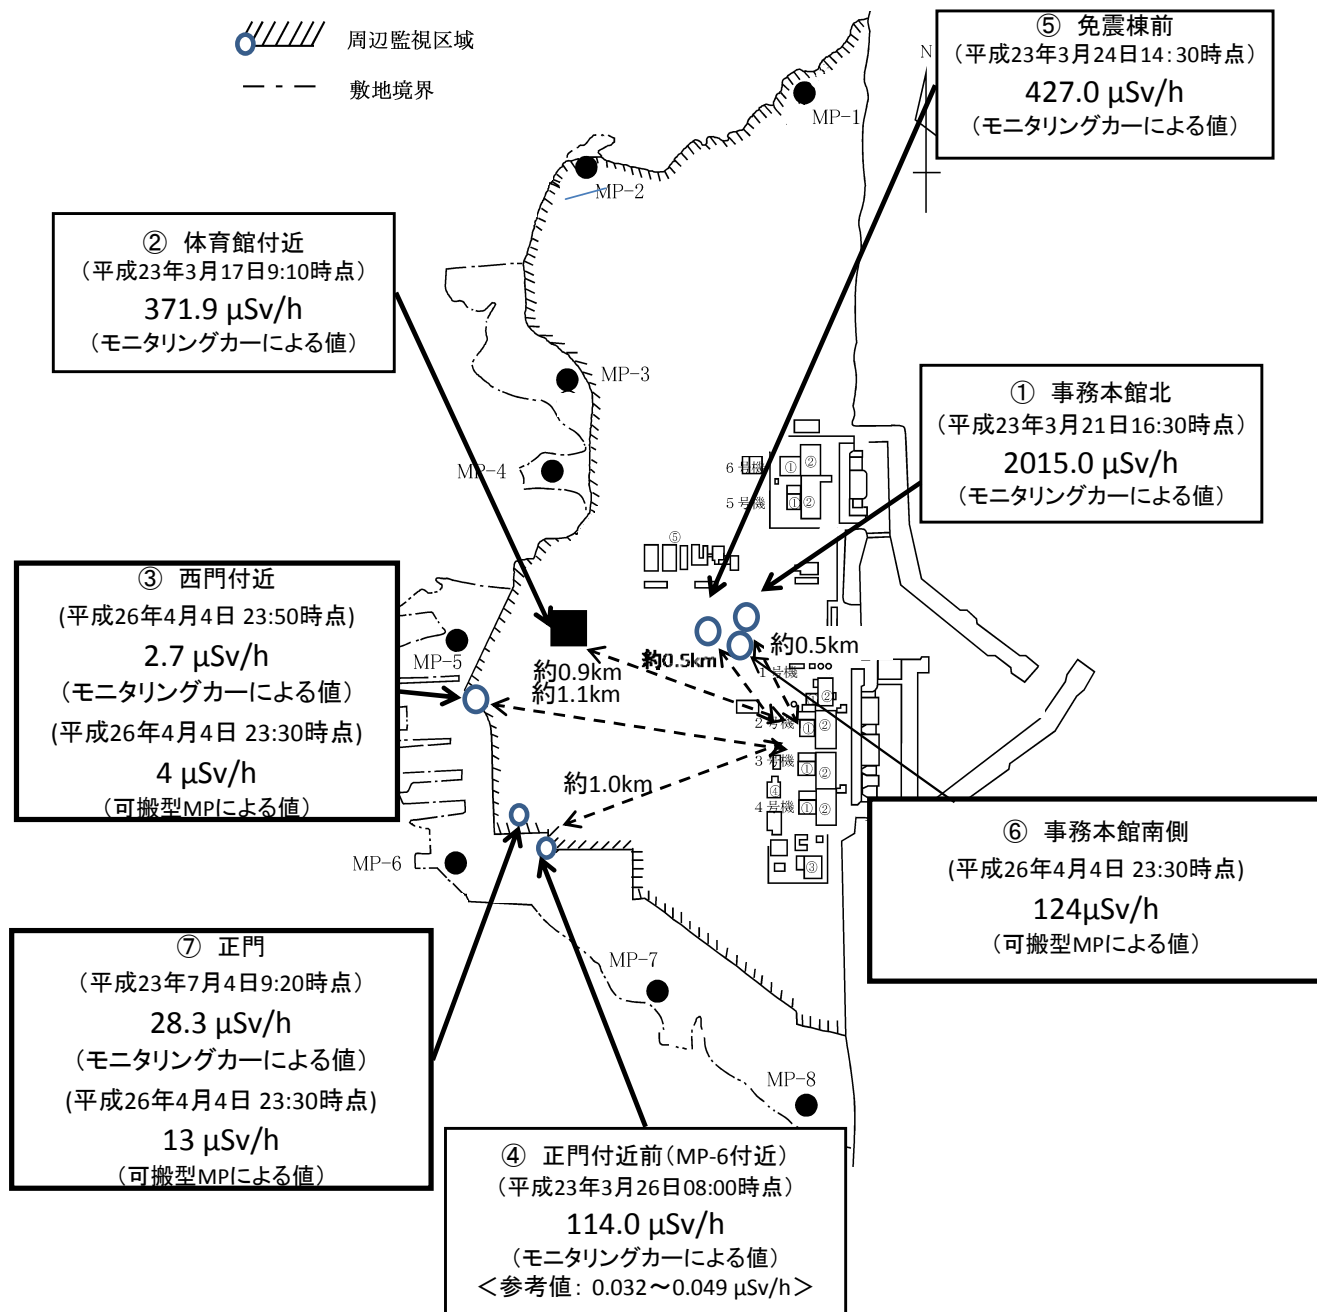 周辺監視区域
敷地境界
⑤ 免震棟前
(平成23年3月24日14:30時点)
427.0 μSv/h
(モニタリングカーによる値)
N
MP-1
MP-2
② 体育館付近
(平成23年3月17日9:10時点)
371.9 μSv/h
(モニタリングカーによる値)
MP-3
MP-4
① 事務本館北
(平成23年3月21日16:30時点)
2015.0 μSv/h
(モニタリングカーによる値)
6号機
① ②
5号機
① ②
⑤
③ 西門付近
(平成26年4月4日 23:50時点)
2.7 μSv/h
(モニタリングカーによる値)
(平成26年4月4日 23:30時点)
4 μSv/h
(可搬型MPによる値)
MP-5
約0.9km
約1.1km
約0.5km
約0.5km
1号機
②
2号機
① ②
3号機
① ②
④
4号機
① ②
③
約1.0km
MP-6
⑥ 事務本館南側
(平成26年4月4日 23:30時点)
124μSv/h
(可搬型MPによる値)
⑦ 正門
(平成23年7月4日9:20時点)
28.3 μSv/h
(モニタリングカーによる値)
(平成26年4月4日 23:30時点)
13 μSv/h
(可搬型MPによる値)
MP-7
MP-8
④ 正門付近前(MP-6付近)
(平成23年3月26日08:00時点)
114.0 μSv/h
(モニタリングカーによる値)
<参考値: 0.032~0.049 μSv/h>